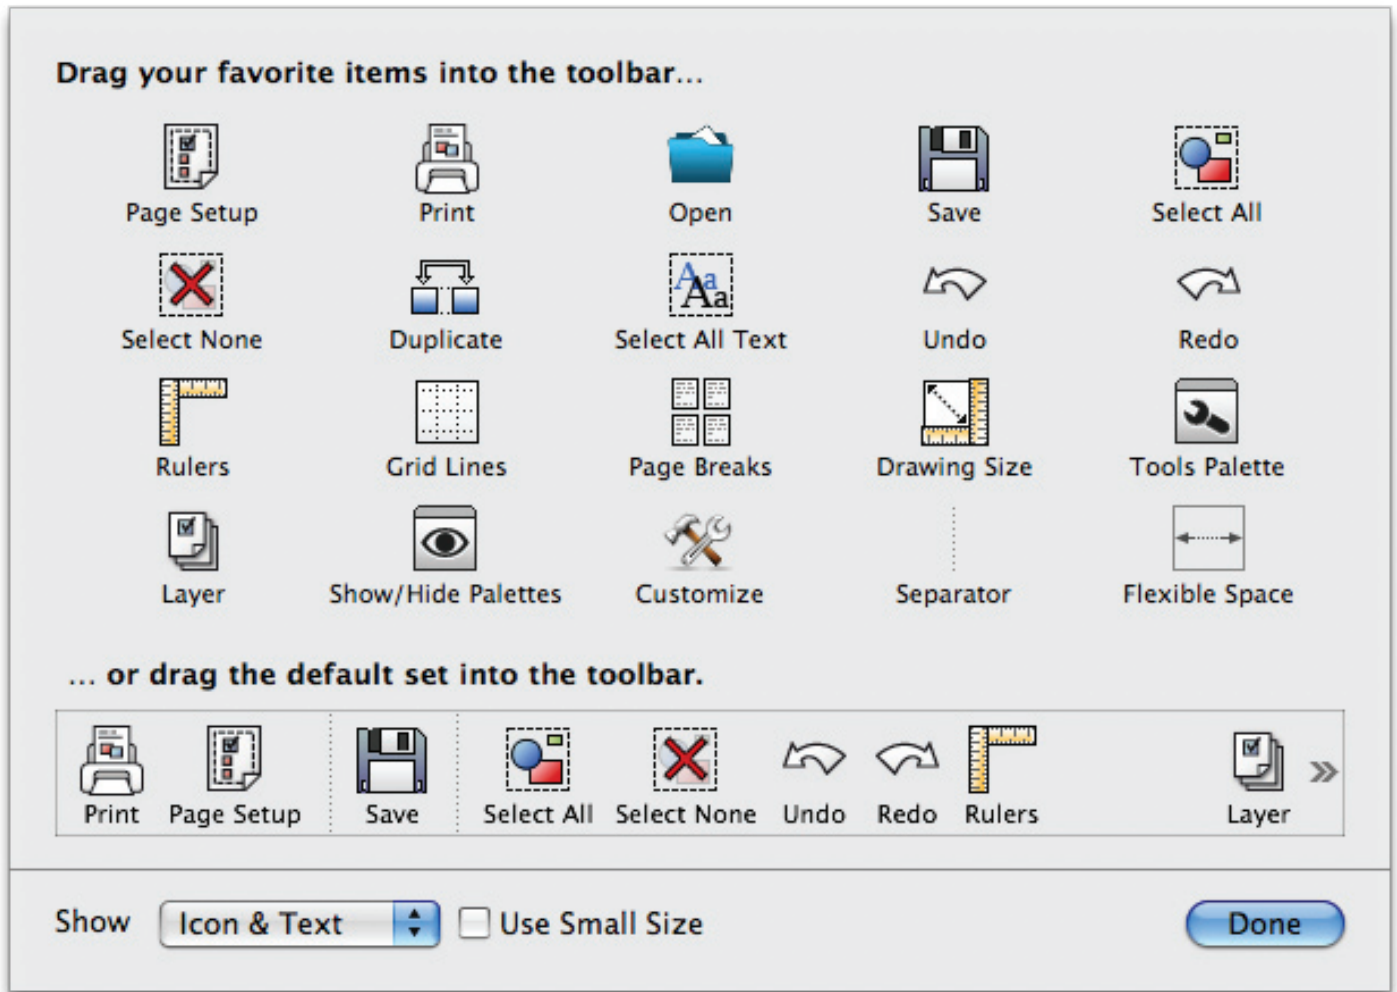 Drag your favorite items into the toolbar...
Page Setup Print Open Save Select All
Select None Duplicate Select All Text Undo Redo
Rulers Grid Lines Page Breaks Drawing Size Tools Palette
Layer Show/Hide Palettes Customize Separator Flexible Space
... or drag the default set into the toolbar.
Print Page Setup Save Select All Select None Undo Redo Rulers Layer »
Show Icon & Text Use Small Size Done